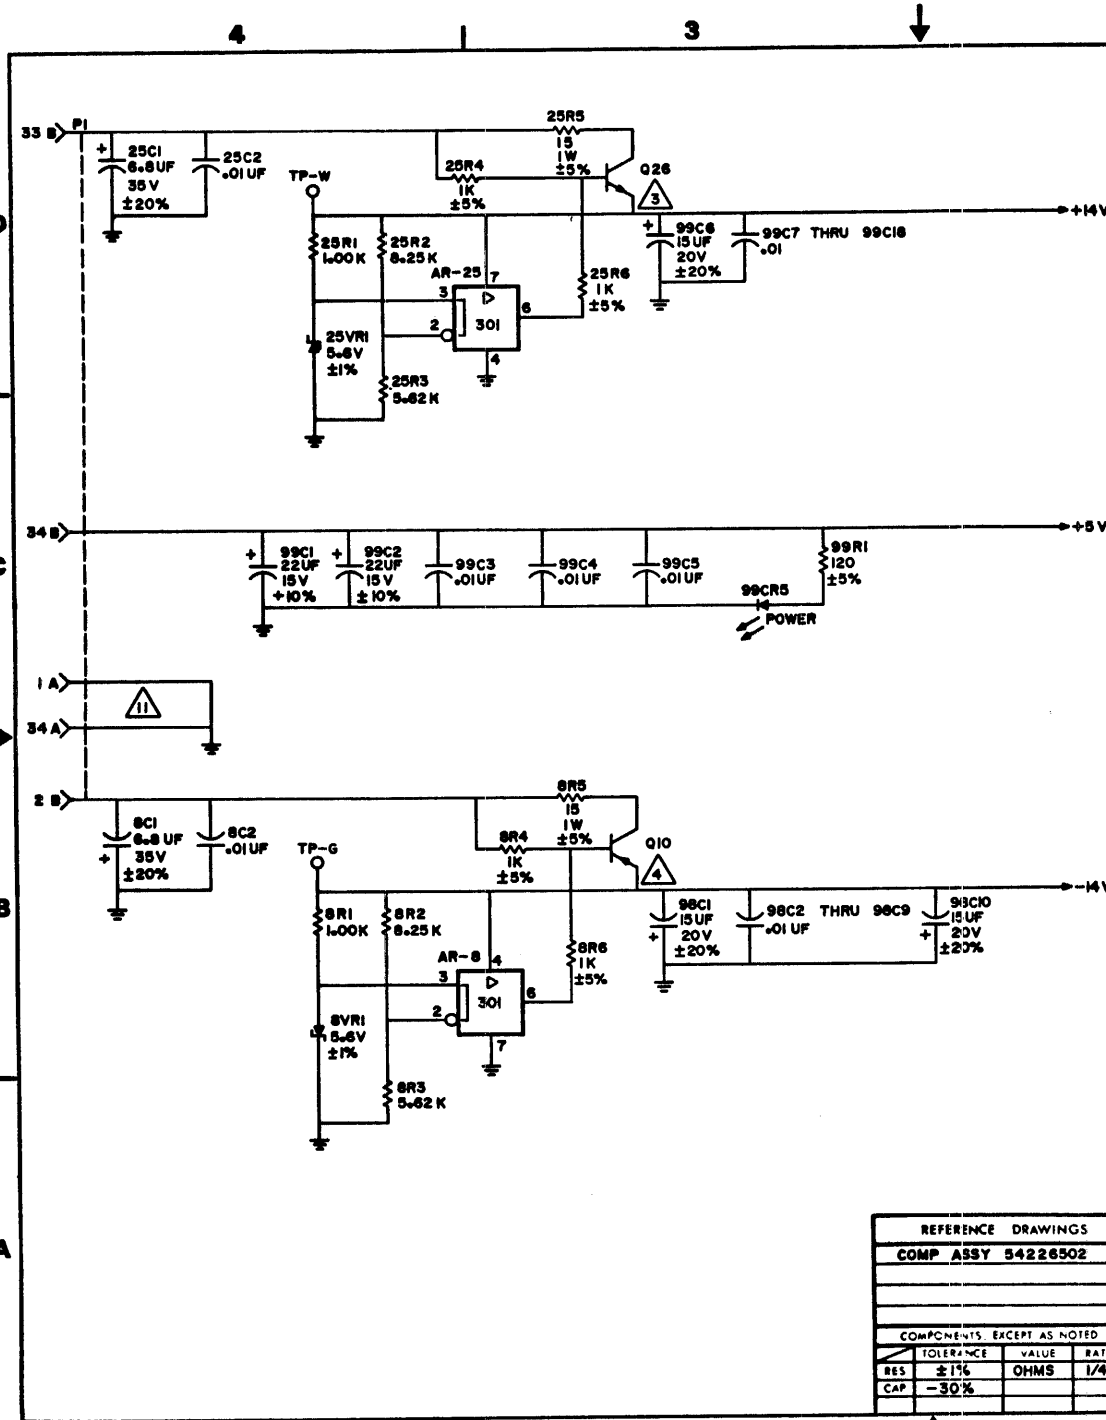 4 3
33 B P1
25C1
6.8UF
35V
±20%
25C2
.01UF
TP-W
25R4
1K
±5%
25R5
15
1W
±5%
Q26
3
+14V
25R1
1.00K
25R2
8.25K
AR-25
7
3
2
301
6
4
25R6
1K
±5%
99C6
15UF
20V
±20%
99C7 THRU 99C18
.01
25VR1
5.6V
±1%
25R3
5.62K
34B
+5V
C
99C1
22UF
15V
+10%
99C2
22UF
15V
±10%
99C3
.01UF
99C4
.01UF
99C5
.01UF
99R1
120
±5%
99CR5
POWER
1A
11
34A
2 B
8C1
6.8UF
35V
±20%
8C2
.01UF
TP-G
8R4
1K
±5%
8R5
15
1W
±5%
Q10
4
-14V
B
8R1
1.00K
8R2
8.25K
AR-8
4
3
2
301
6
7
8R6
1K
±5%
98C1
15UF
20V
±20%
98C2 THRU 98C9
.01UF
98C10
15UF
20V
±20%
8VR1
5.6V
±1%
8R3
5.62K
A
REFERENCE DRAWINGS
COMP ASSY 54226502
COMPONENTS, EXCEPT AS NOTED
TOLERANCE VALUE RAT
RES ±1% OHMS 1/4
CAP -30%